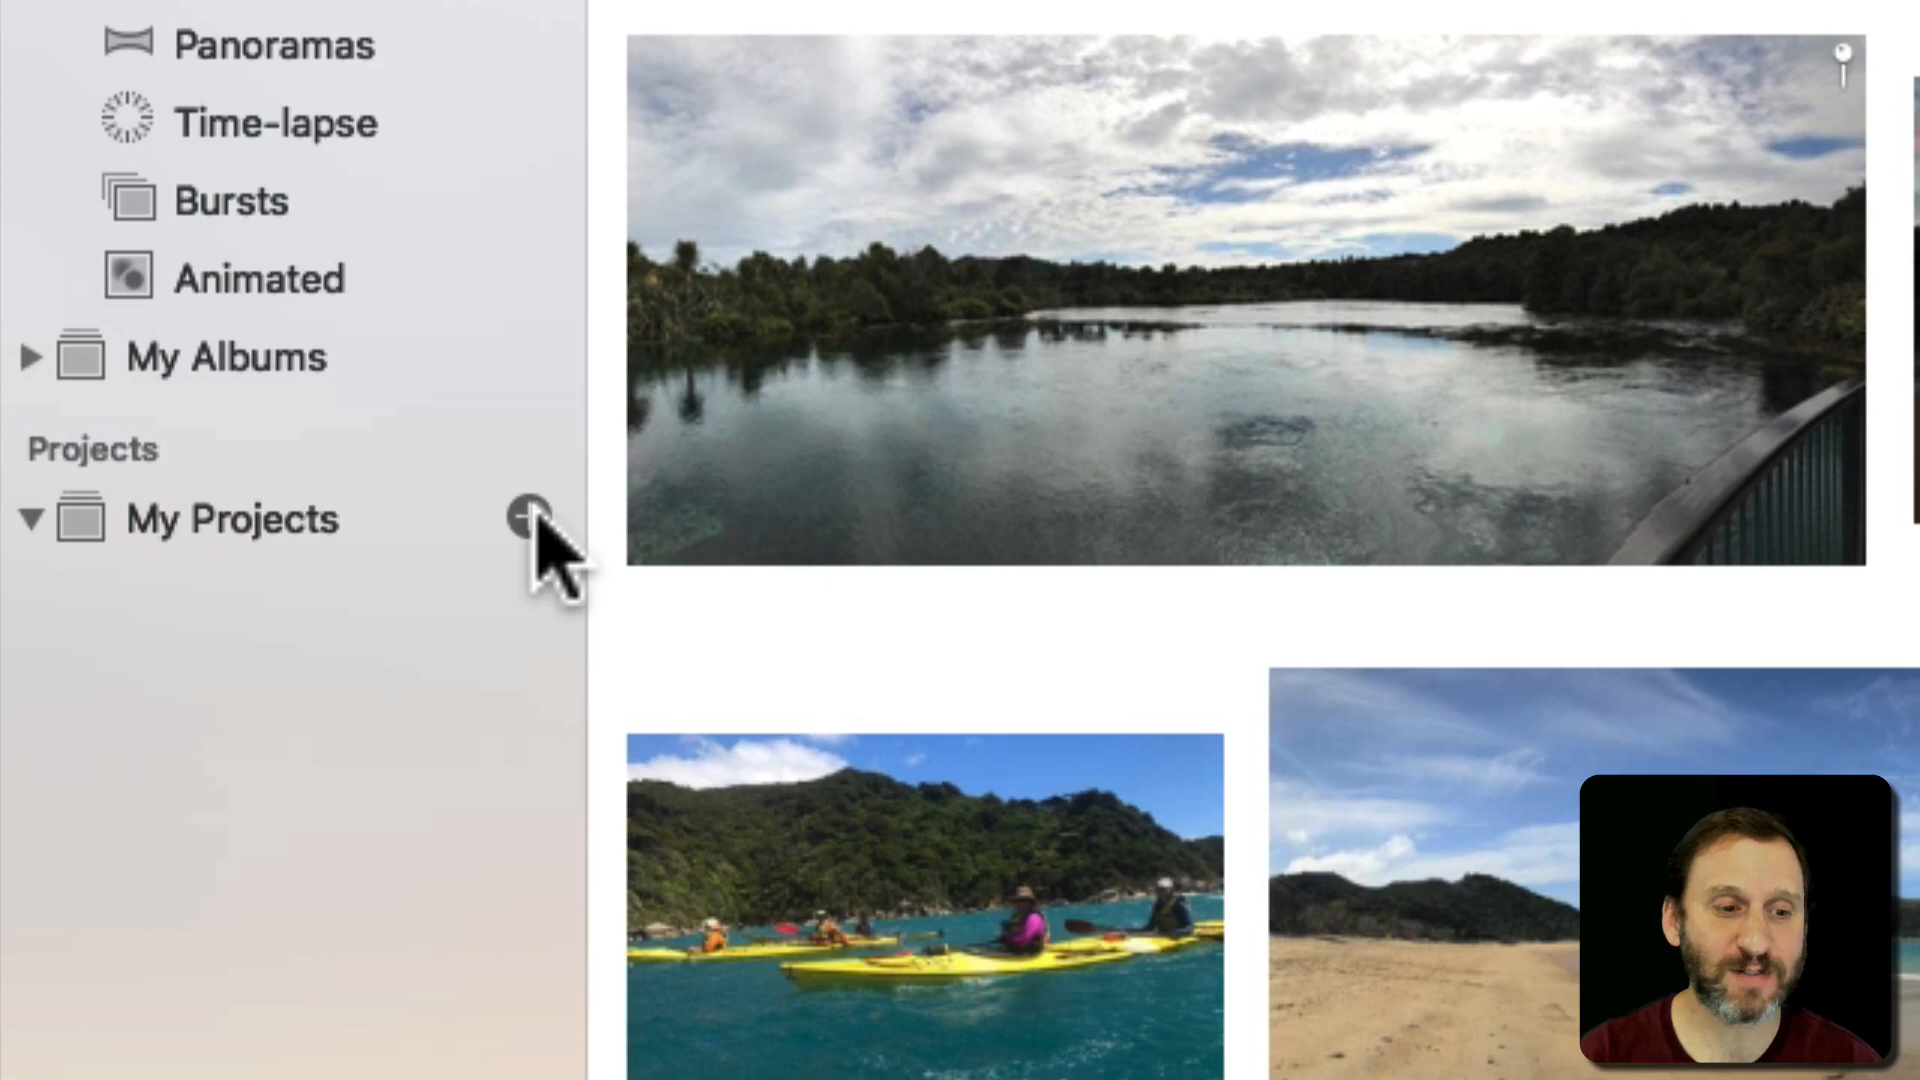 Panoramas
Time-lapse
Bursts
Animated
My Albums
Projects
My Projects